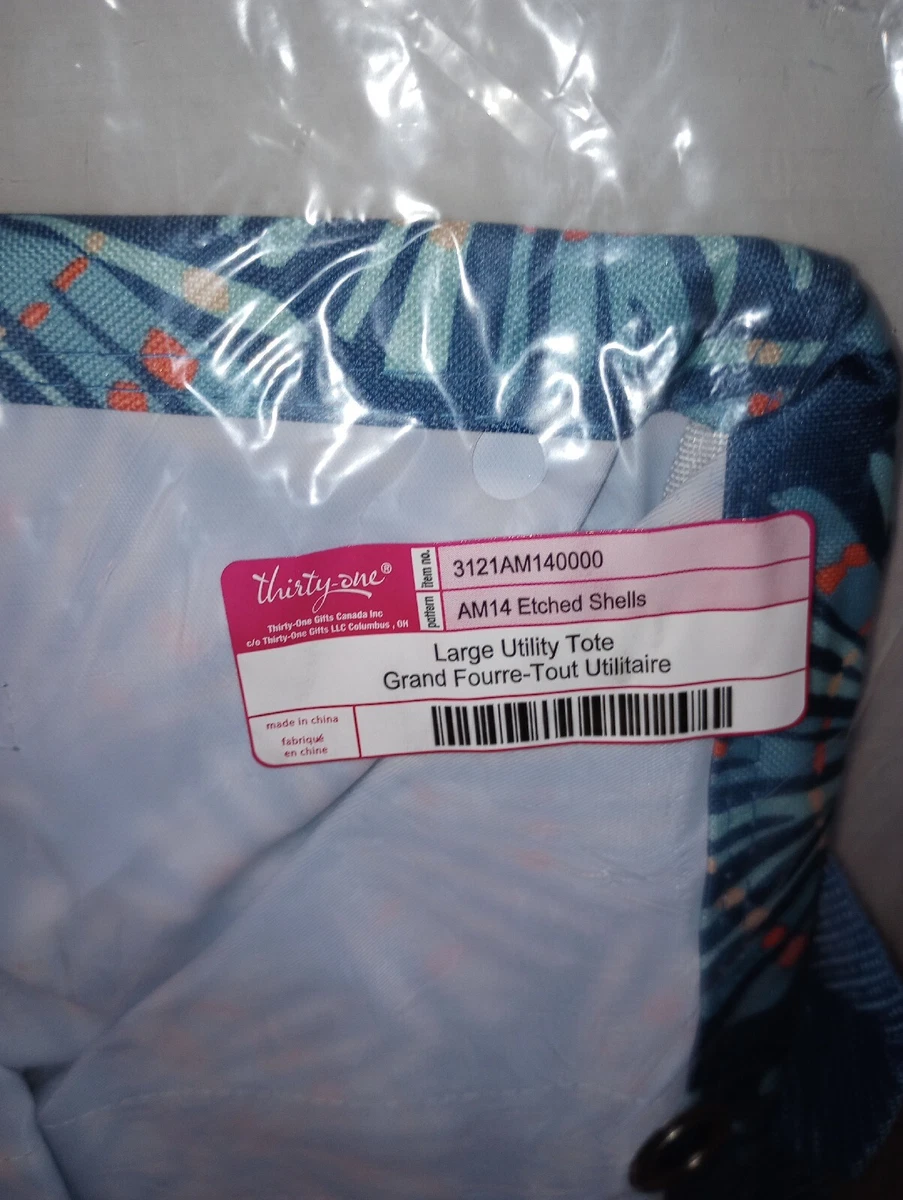 thirty-one®
Thirty-One Gifts Canada Inc
c/o Thirty-One Gifts LLC Columbus , OH
item no.
3121AM140000
pattern
AM14 Etched Shells
Large Utility Tote
Grand Fourre-Tout Utilitaire
made in china
fabriqué
en chine